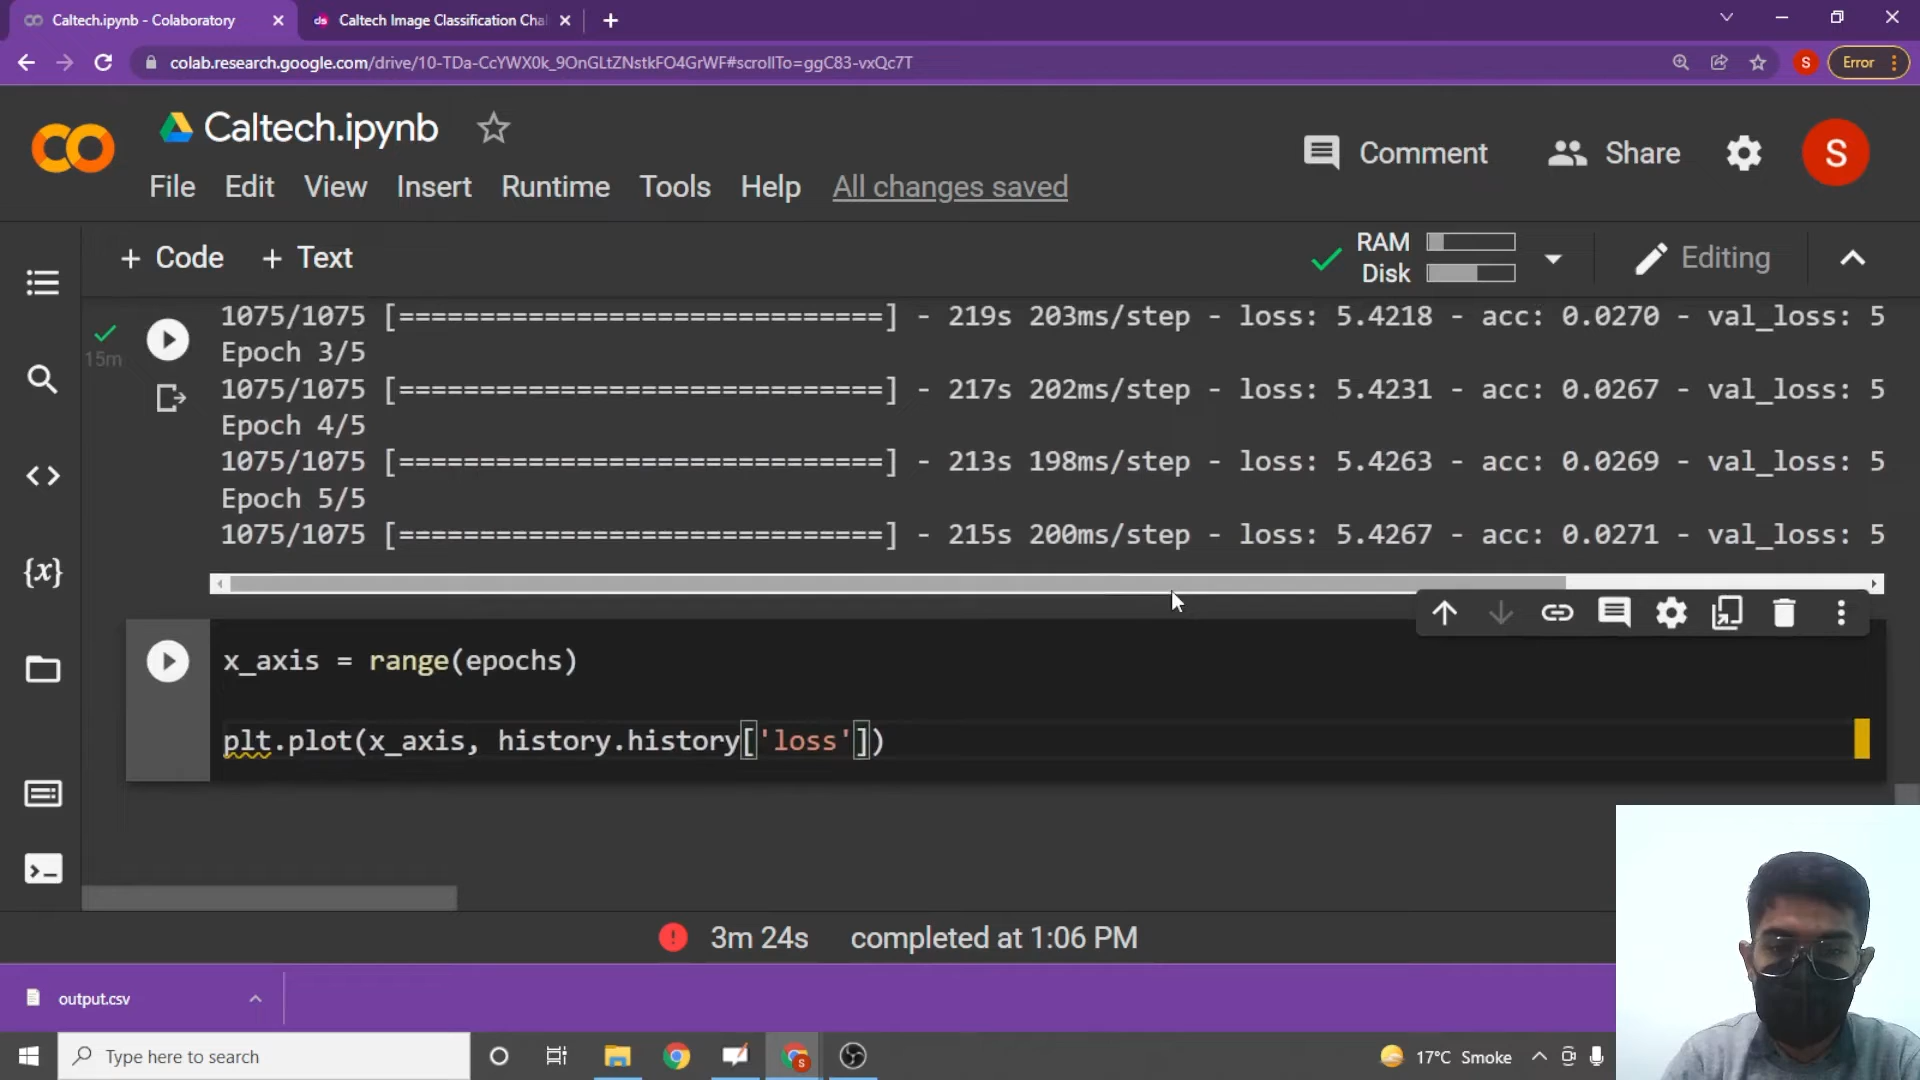 Caltech.ipynb - Colaboratory
Caltech Image Classification Chal
colab.research.google.com/drive/10-TDa-CcYWX0k_9OnGLtZNstkFO4GrWF#scrollTo=ggC83-vxQc7T
S
Error
Caltech.ipynb
Comment
Share
S
File Edit View Insert Runtime Tools Help All changes saved
+ Code + Text
RAM
Disk
Editing
1075/1075 [==============================] - 219s 203ms/step - loss: 5.4218 - acc: 0.0270 - val_loss: 5
15m
Epoch 3/5
1075/1075 [==============================] - 217s 202ms/step - loss: 5.4231 - acc: 0.0267 - val_loss: 5
Epoch 4/5
1075/1075 [==============================] - 213s 198ms/step - loss: 5.4263 - acc: 0.0269 - val_loss: 5
Epoch 5/5
1075/1075 [==============================] - 215s 200ms/step - loss: 5.4267 - acc: 0.0271 - val_loss: 5
x_axis = range(epochs)
plt.plot(x_axis, history.history['loss'])
3m 24s completed at 1:06 PM
output.csv
Type here to search
17°C Smoke